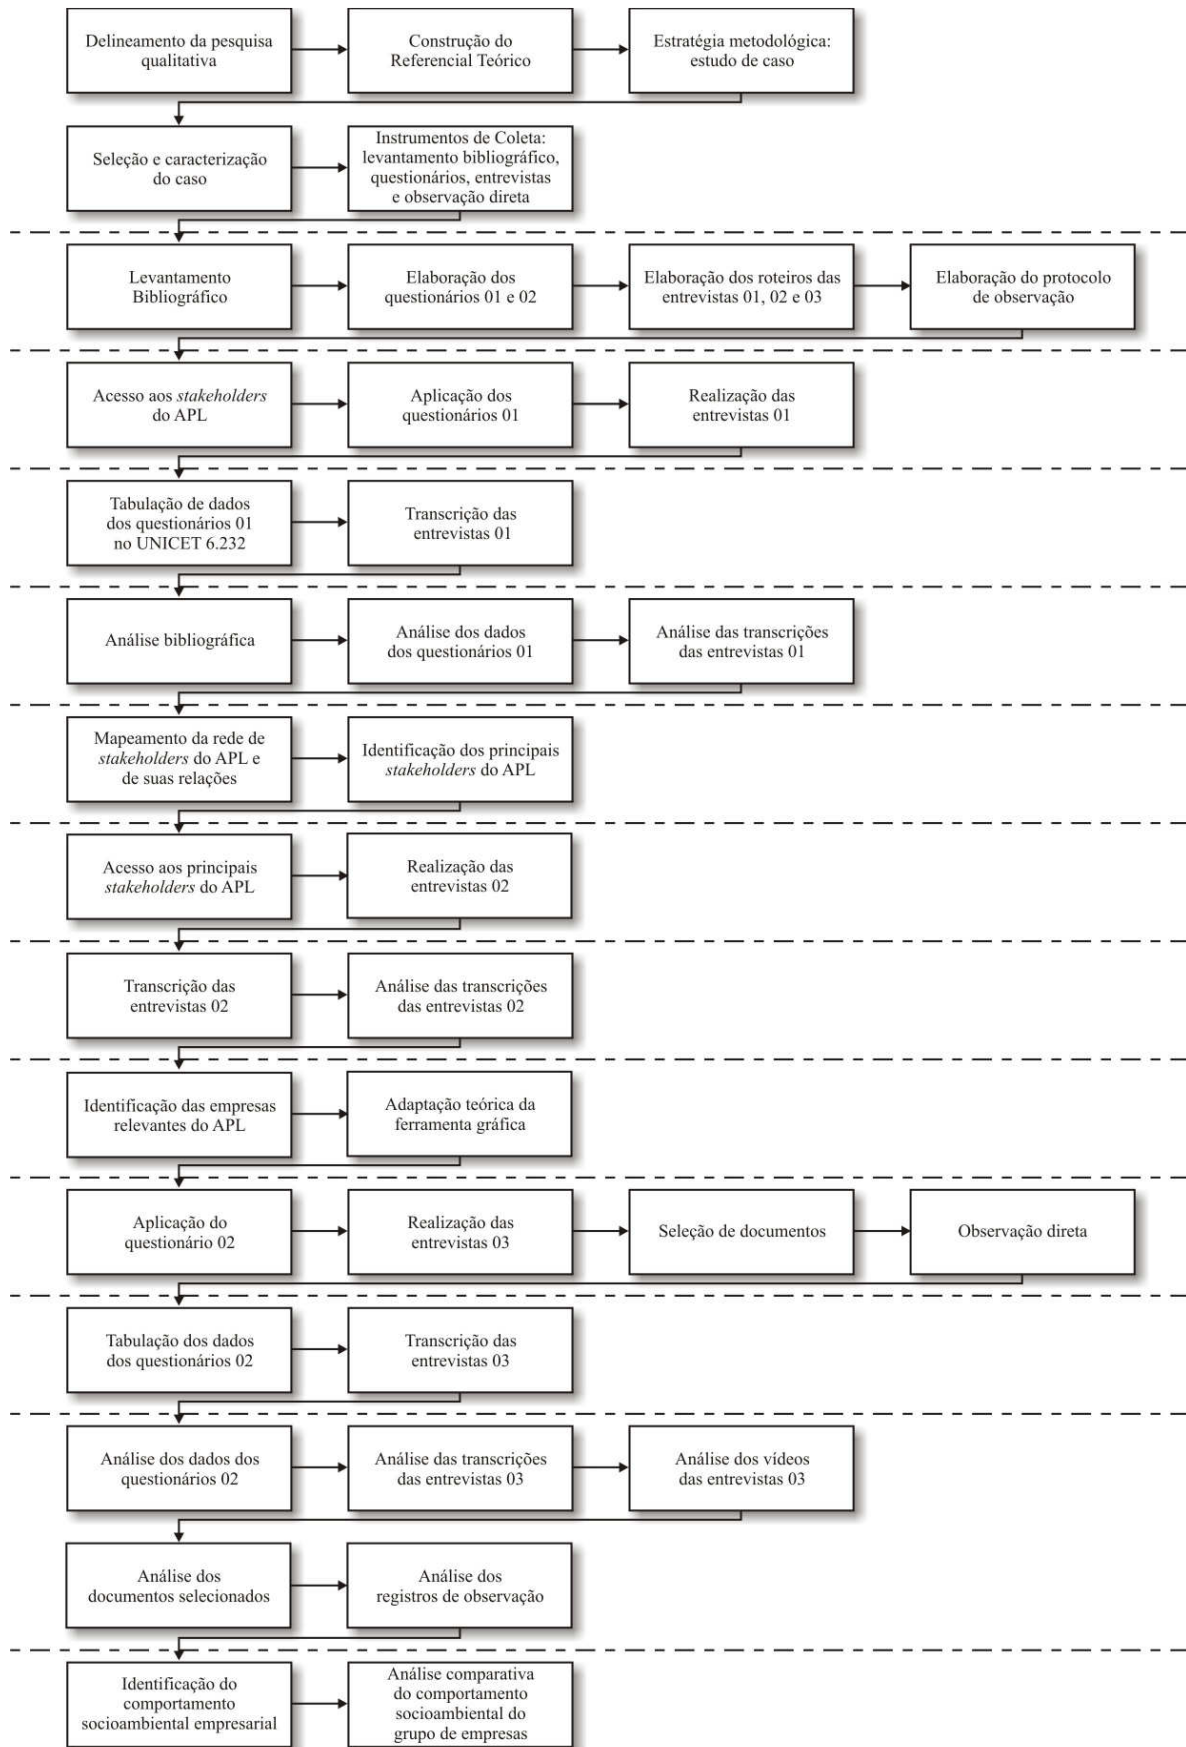 Delineamento da pesquisa
qualitativa
Construção do
Referencial Teórico
Estratégia metodológica:
estudo de caso
Seleção e caracterização
do caso
Instrumentos de Coleta:
levantamento bibliográfico,
questionários, entrevistas
e observação direta
Levantamento
Bibliográfico
Elaboração dos
questionários 01 e 02
Elaboração dos roteiros das
entrevistas 01, 02 e 03
Elaboração do protocolo
de observação
Acesso aos stakeholders
do APL
Aplicação dos
questionários 01
Realização das
entrevistas 01
Tabulação de dados
dos questionários 01
no UNICET 6.232
Transcrição das
entrevistas 01
Análise bibliográfica
Análise dos dados
dos questionários 01
Análise das transcrições
das entrevistas 01
Mapeamento da rede de
stakeholders do APL e
de suas relações
Identificação dos principais
stakeholders do APL
Acesso aos principais
stakeholders do APL
Realização das
entrevistas 02
Transcrição das
entrevistas 02
Análise das transcrições
das entrevistas 02
Identificação das empresas
relevantes do APL
Adaptação teórica da
ferramenta gráfica
Aplicação do
questionário 02
Realização das
entrevistas 03
Seleção de documentos
Observação direta
Tabulação dos dados
dos questionários 02
Transcrição das
entrevistas 03
Análise dos dados dos
questionários 02
Análise das transcrições
das entrevistas 03
Análise dos vídeos
das entrevistas 03
Análise dos
documentos selecionados
Análise dos
registros de observação
Identificação do
comportamento
socioambiental empresarial
Análise comparativa
do comportamento
socioambiental do
grupo de empresas